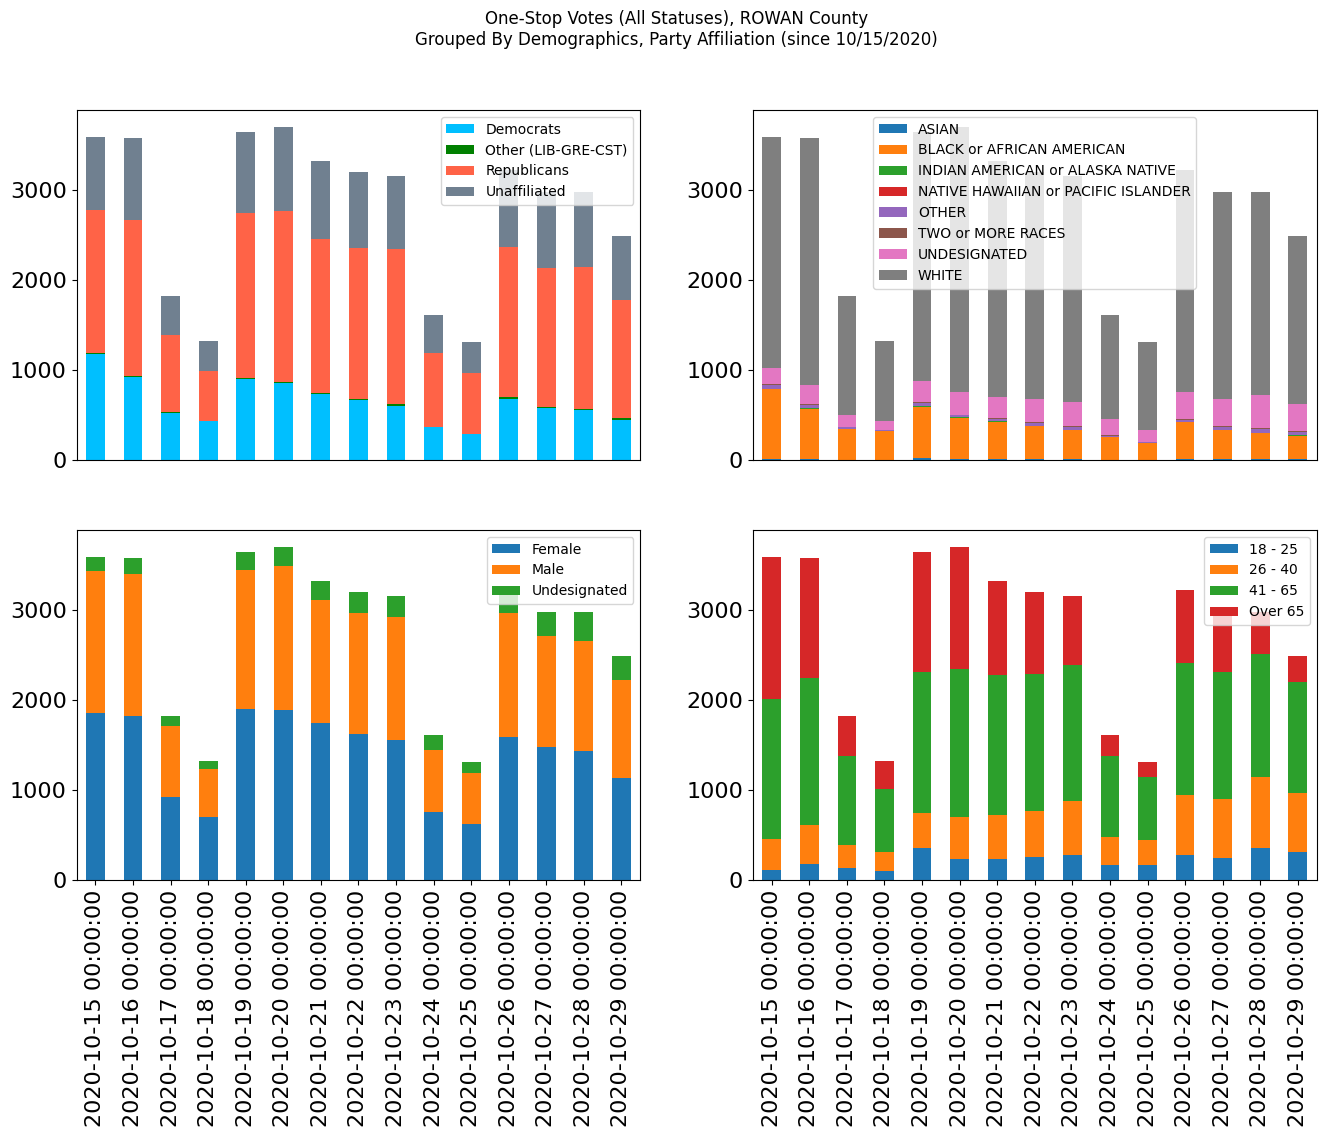 One-Stop Votes (All Statuses), ROWAN County
Grouped By Demographics, Party Affiliation (since 10/15/2020)
3000
2000
1000
0
Democrats
Other (LIB-GRE-CST)
Republicans
Unaffiliated
3000
2000
1000
0
ASIAN
BLACK or AFRICAN AMERICAN
INDIAN AMERICAN or ALASKA NATIVE
NATIVE HAWAIIAN or PACIFIC ISLANDER
OTHER
TWO or MORE RACES
UNDESIGNATED
WHITE
3000
2000
1000
0
Female
Male
Undesignated
2020-10-15 00:00:00
2020-10-16 00:00:00
2020-10-17 00:00:00
2020-10-18 00:00:00
2020-10-19 00:00:00
2020-10-20 00:00:00
2020-10-21 00:00:00
2020-10-22 00:00:00
2020-10-23 00:00:00
2020-10-24 00:00:00
2020-10-25 00:00:00
2020-10-26 00:00:00
2020-10-27 00:00:00
2020-10-28 00:00:00
2020-10-29 00:00:00
3000
2000
1000
0
18 - 25
26 - 40
41 - 65
Over 65
2020-10-15 00:00:00
2020-10-16 00:00:00
2020-10-17 00:00:00
2020-10-18 00:00:00
2020-10-19 00:00:00
2020-10-20 00:00:00
2020-10-21 00:00:00
2020-10-22 00:00:00
2020-10-23 00:00:00
2020-10-24 00:00:00
2020-10-25 00:00:00
2020-10-26 00:00:00
2020-10-27 00:00:00
2020-10-28 00:00:00
2020-10-29 00:00:00